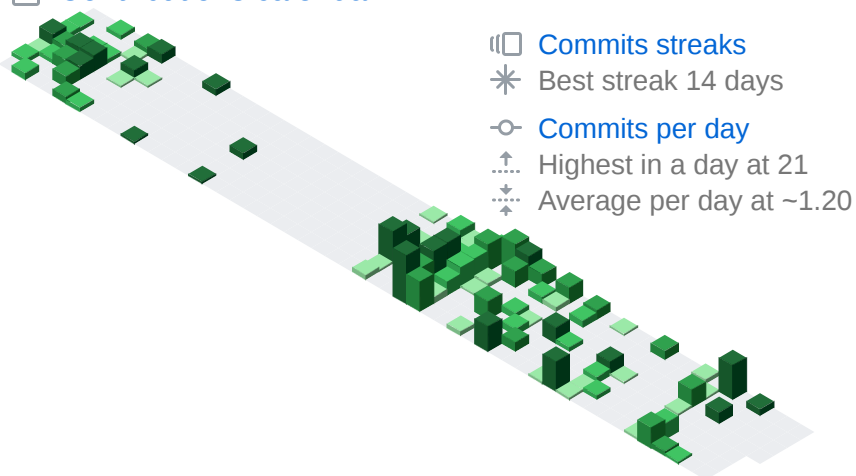 Commits streaks
Best streak 14 days
Commits per day
Highest in a day at 21
Average per day at ~1.20